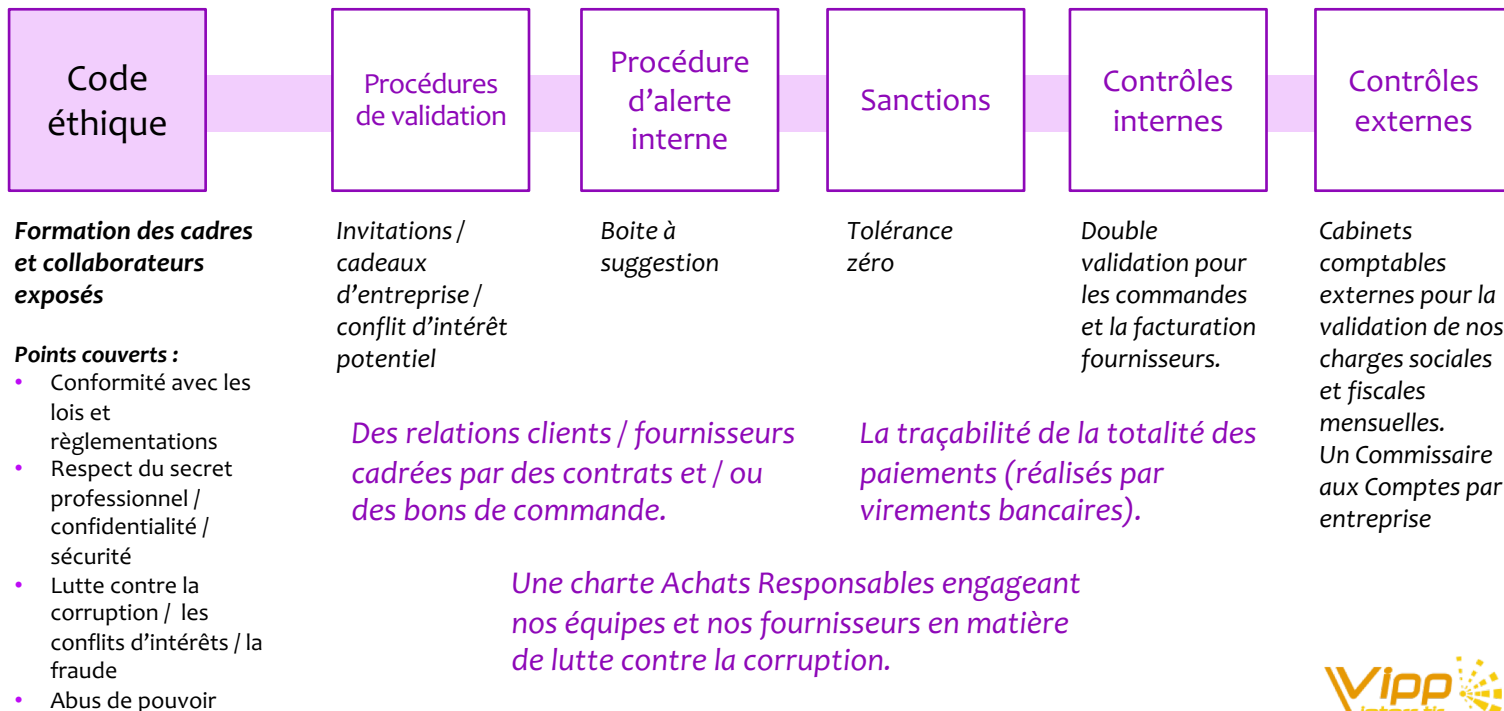 Code
éthique
Procédures
de validation
Procédure
d’alerte
interne
Sanctions
Contrôles
internes
Contrôles
externes
Formation des cadres
et collaborateurs
exposés
Points couverts :
• Conformité avec les
lois et
règlementations
• Respect du secret
professionnel /
confidentialité /
sécurité
• Lutte contre la
corruption / les
conflits d’intérêts / la
fraude
• Abus de pouvoir
Invitations /
cadeaux
d’entreprise /
conflit d’intérêt
potentiel
Boite à
suggestion
Tolérance
zéro
Double
validation pour
les commandes
et la facturation
fournisseurs.
Cabinets
comptables
externes pour la
validation de nos
charges sociales
et fiscales
mensuelles.
Un Commissaire
aux Comptes par
entreprise
Des relations clients / fournisseurs
cadrées par des contrats et / ou
des bons de commande.
La traçabilité de la totalité des
paiements (réalisés par
virements bancaires).
Une charte Achats Responsables engageant
nos équipes et nos fournisseurs en matière
de lutte contre la corruption.
Vipp